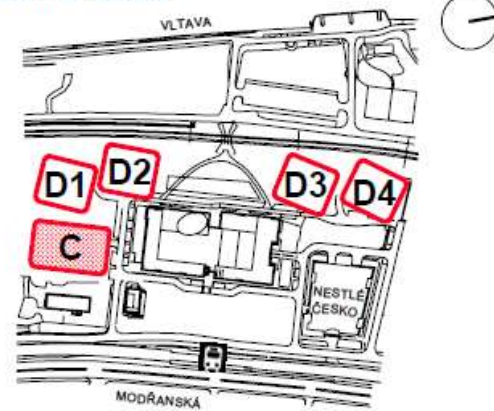 VLTAVA
D1
D2
D3
D4
C
NESTLÉ
ČESKO
MODŘANSKÁ